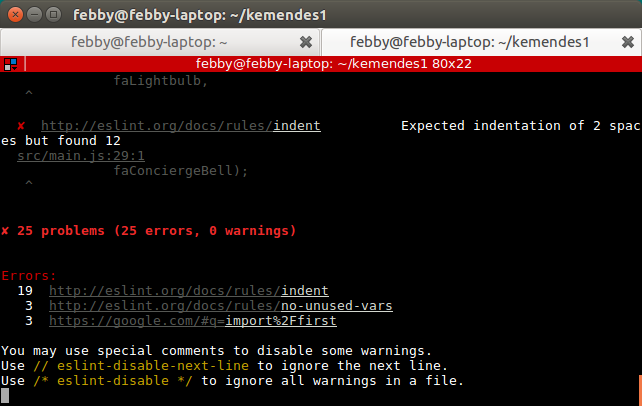 febby@febby-laptop: ~/kemendes1
febby@febby-laptop: ~
febby@febby-laptop: ~/kemendes1
febby@febby-laptop: ~/kemendes1 80x22
faLightbulb,
^
✘ http://eslint.org/docs/rules/indent Expected indentation of 2 spac
es but found 12
src/main.js:29:1
faConciergeBell);
^
✘ 25 problems (25 errors, 0 warnings)
Errors:
19 http://eslint.org/docs/rules/indent
3 http://eslint.org/docs/rules/no-unused-vars
3 https://google.com/#q=import%2Ffirst
You may use special comments to disable some warnings.
Use // eslint-disable-next-line to ignore the next line.
Use /* eslint-disable */ to ignore all warnings in a file.